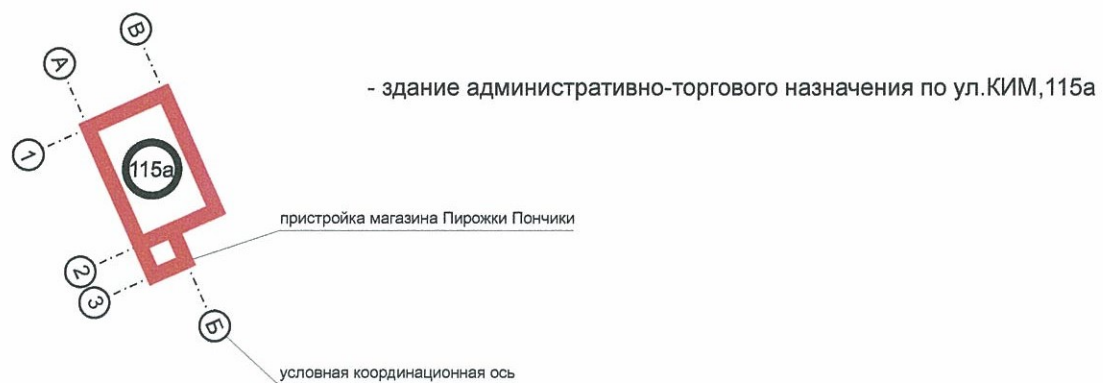 В
А
- здание административно-торгового назначения по ул.КИМ,115а
1
115а
пристройка магазина Пирожки Пончики
2
3
Б
условная координационная ось